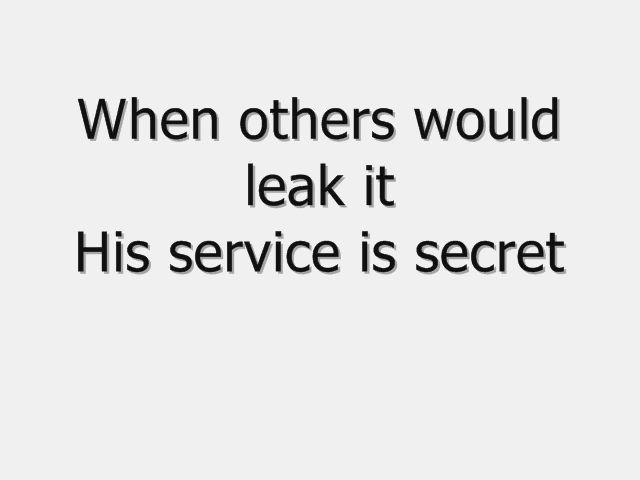 When others would
leak it
His service is secret